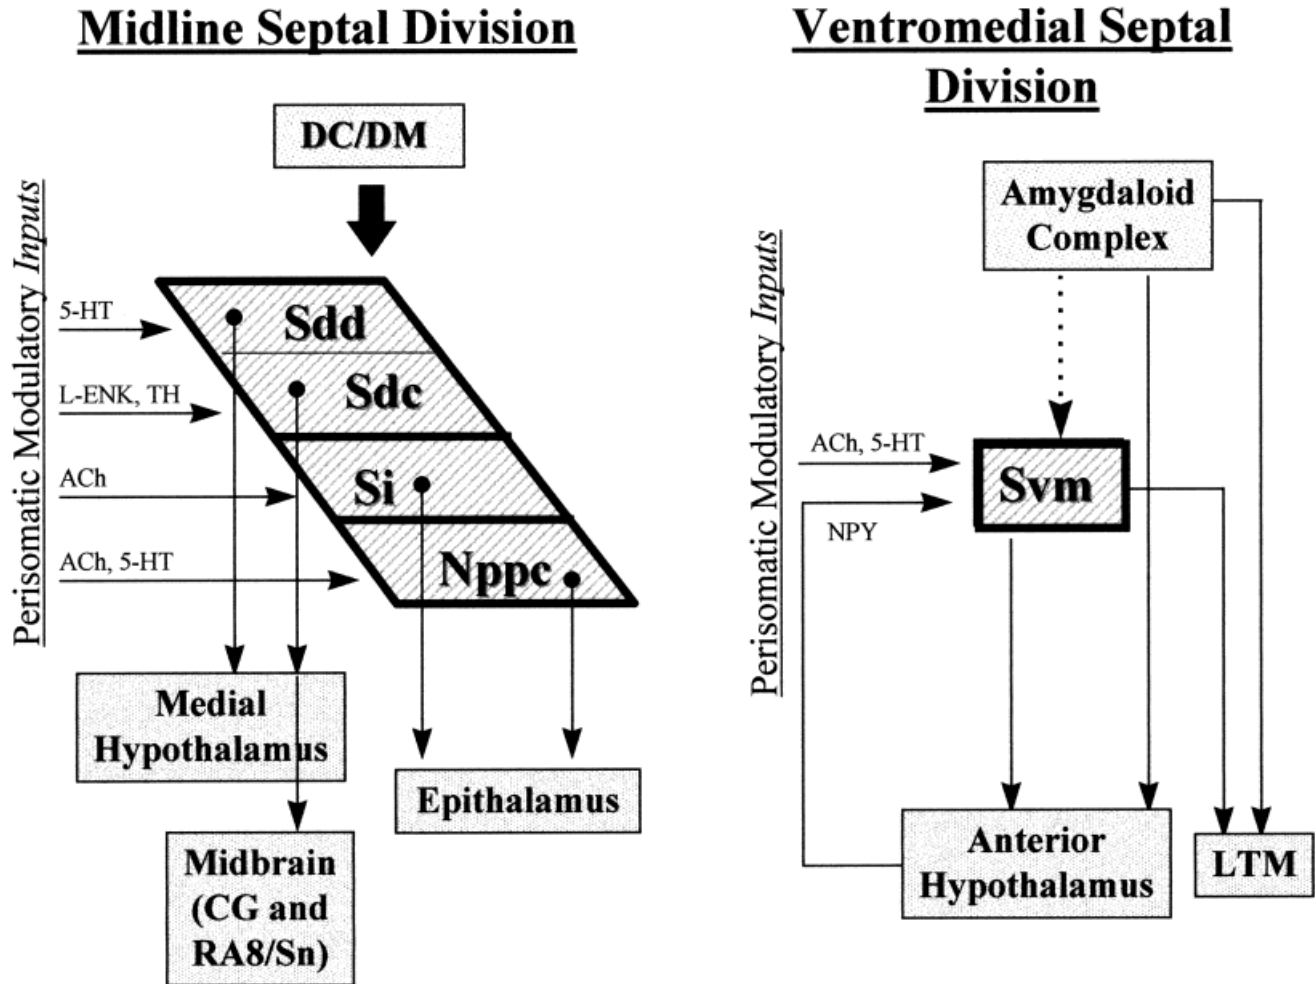 Midline Septal Division
DC/DM
Perisomatic Modulatory Inputs
5-HT
L-ENK, TH
ACh
ACh, 5-HT
Sdd
Sdc
Si
Nppc
Medial
Hypothalamus
Epithalamus
Midbrain
(CG and
RA8/Sn)
Ventromedial Septal
Division
Amygdaloid
Complex
Perisomatic Modulatory Inputs
ACh, 5-HT
NPY
Svm
Anterior
Hypothalamus
LTM